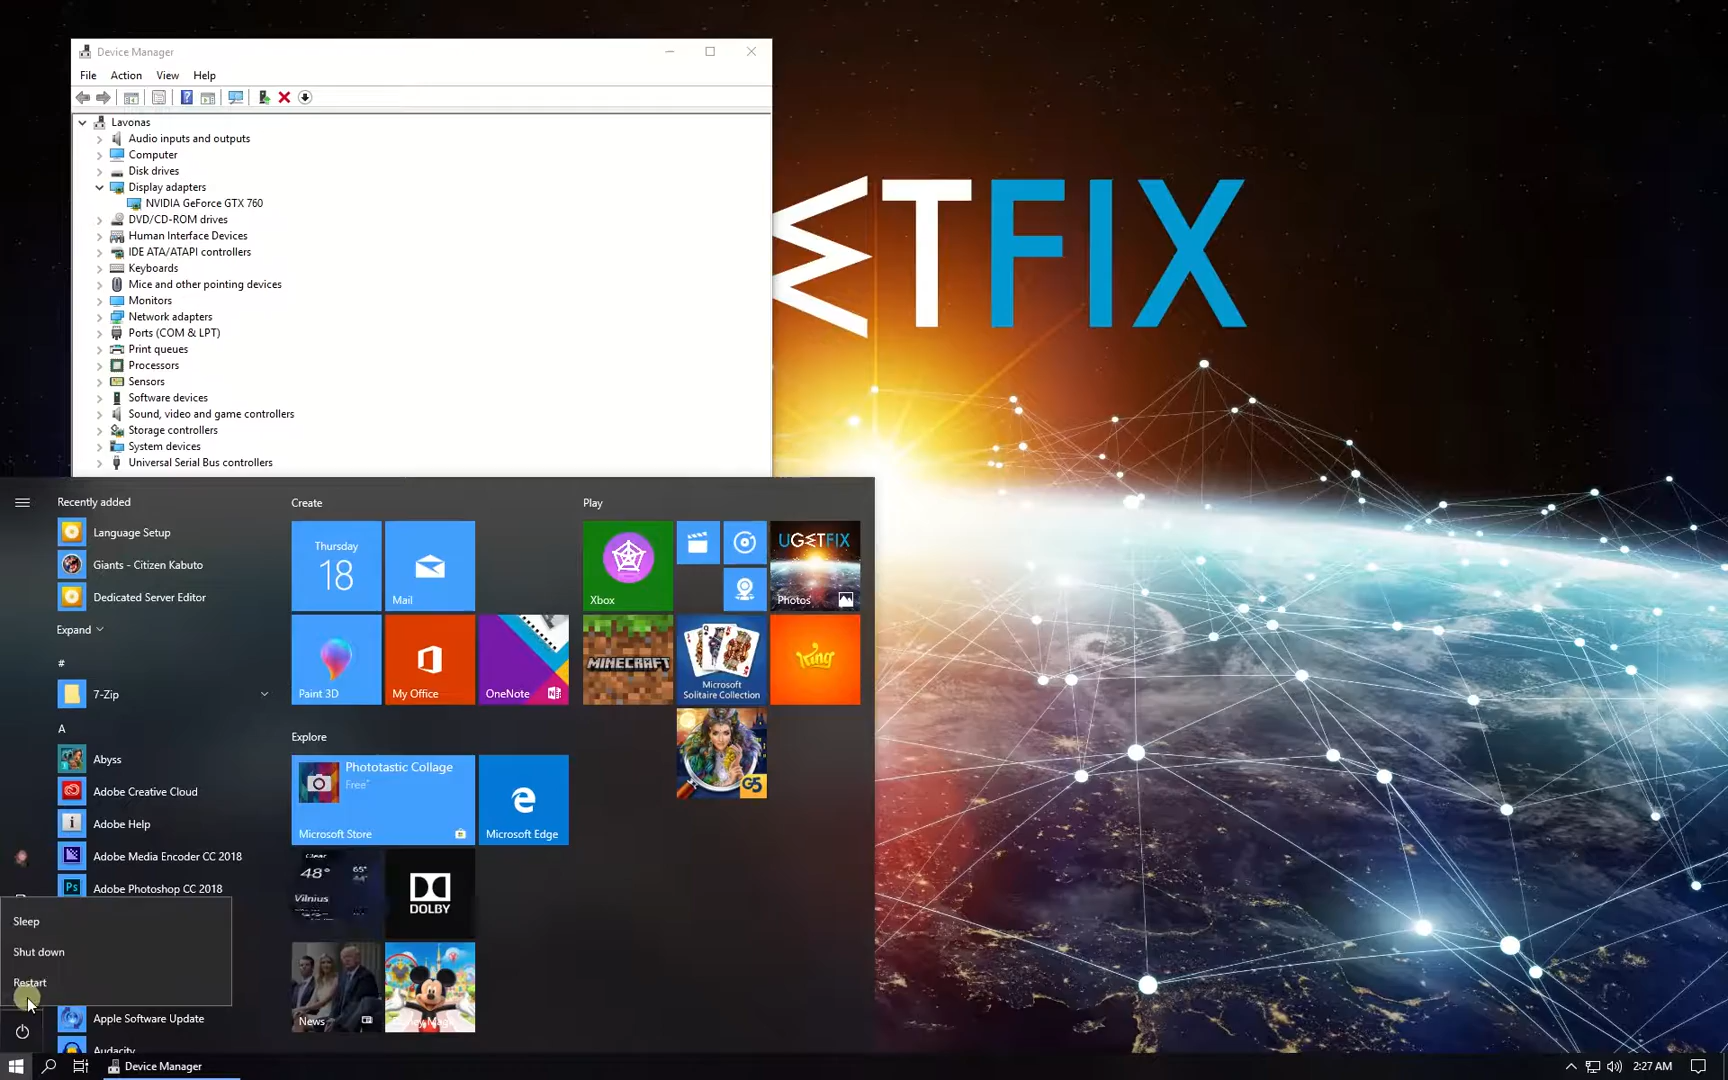 Device Manager
File Action View Help
Lavonas
Audio inputs and outputs
Computer
Disk drives
Display adapters
NVIDIA GeForce GTX 760
DVD/CD-ROM drives
Human Interface Devices
IDE ATA/ATAPI controllers
Keyboards
Mice and other pointing devices
Monitors
Network adapters
Ports (COM & LPT)
Print queues
Processors
Sensors
Software devices
Sound, video and game controllers
Storage controllers
System devices
Universal Serial Bus controllers
ETFIX
Recently added
Language Setup
Giants - Citizen Kabuto
Dedicated Server Editor
Expand
#
7-Zip
A
Abyss
Adobe Creative Cloud
Adobe Help
Adobe Media Encoder CC 2018
Ps
Adobe Photoshop CC 2018
Sleep
Shut down
Restart
Apple Software Update
Audacity
Create
Thursday
18
Mail
Paint 3D
My Office
OneNote
Explore
Phototastic Collage
Free*
Microsoft Store
Microsoft Edge
Clear
48°
65°
44°
Vilnius
DOLBY
News
Play
Xbox
UGETFIX
Photos
MINECRAFT
Microsoft
Solitaire Collection
King
G5
Device Manager
2:27 AM